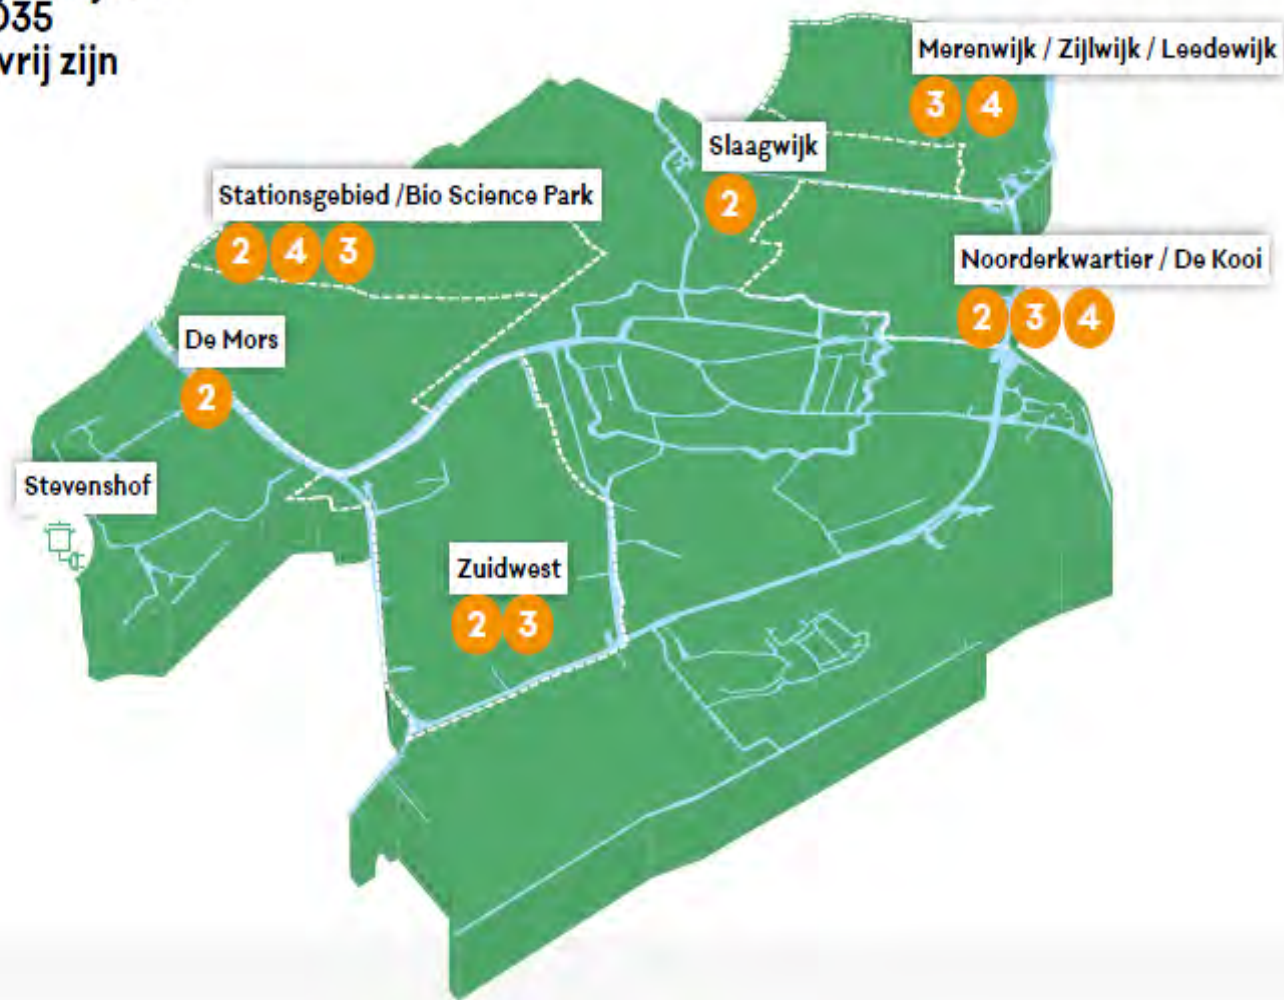 035
vrij zijn
Merenwijk / Zijlwijk / Leedewijk
3 4
Slaagwijk
2
Stationsgebied /Bio Science Park
2 4 3
Noorderkwartier / De Kooi
2 3 4
De Mors
2
Stevenshof
Zuidwest
2 3